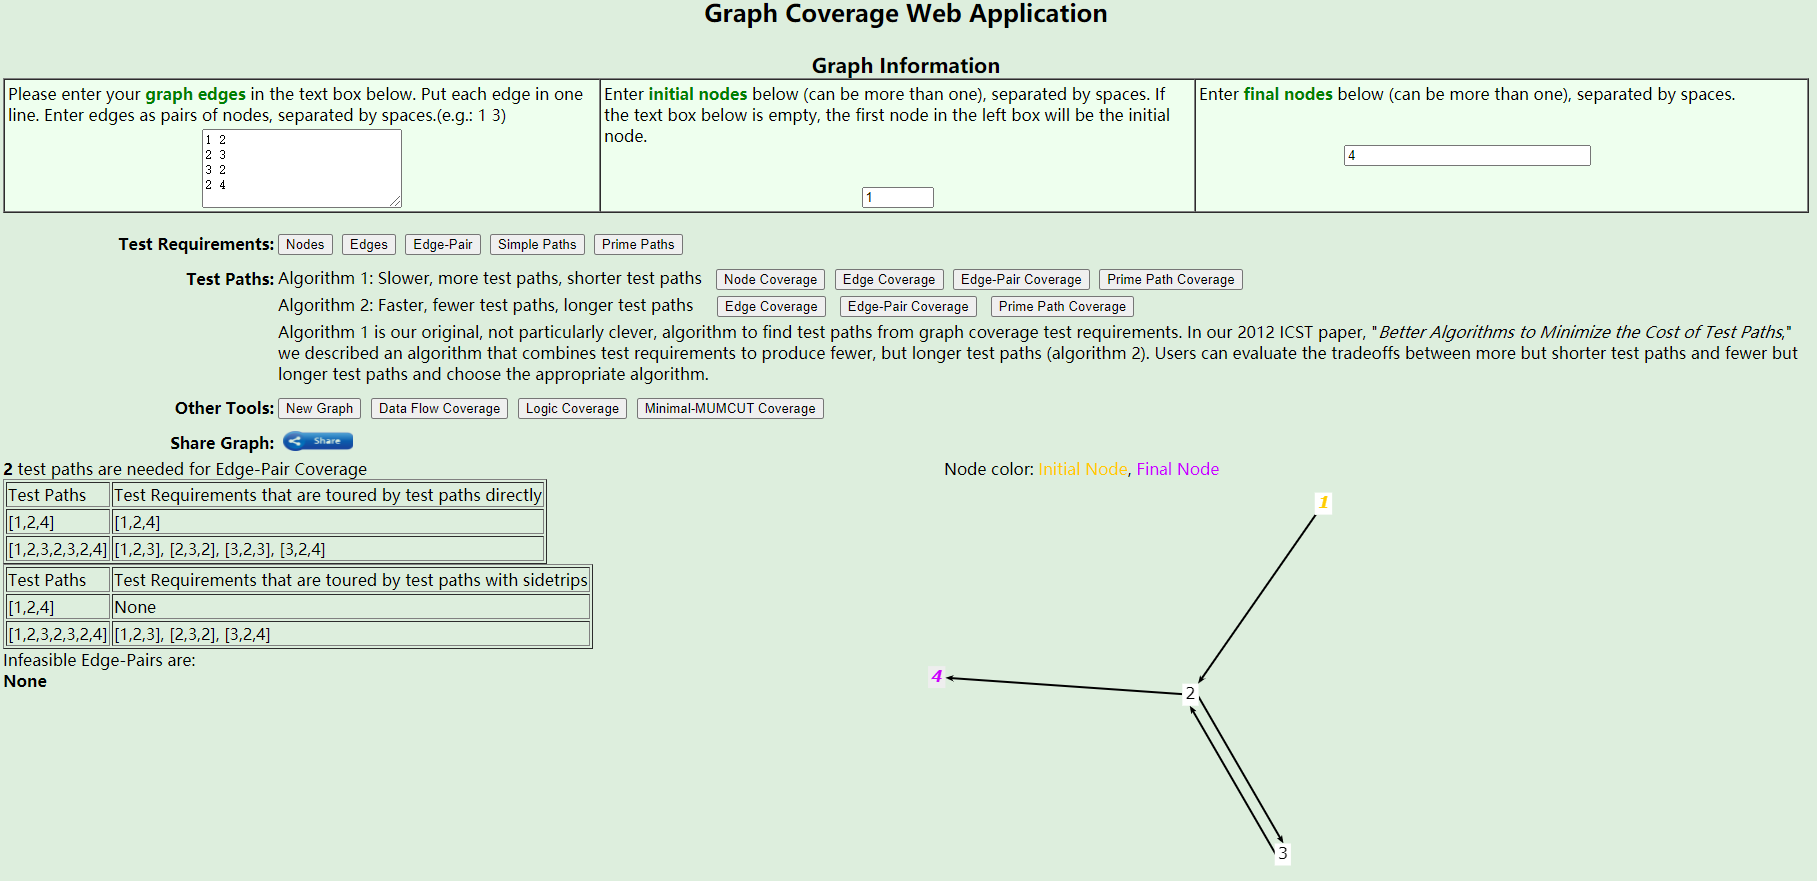 Graph Coverage Web Application
Graph Information
Please enter your graph edges in the text box below. Put each edge in one
line. Enter edges as pairs of nodes, separated by spaces.(e.g.: 1 3)
1 2
2 3
3 2
2 4
Enter initial nodes below (can be more than one), separated by spaces. If
the text box below is empty, the first node in the left box will be the initial
node.
1
Enter final nodes below (can be more than one), separated by spaces.
4
Test Requirements: Nodes Edges Edge-Pair Simple Paths Prime Paths
Test Paths: Algorithm 1: Slower, more test paths, shorter test paths Node Coverage Edge Coverage Edge-Pair Coverage Prime Path Coverage
Algorithm 2: Faster, fewer test paths, longer test paths Edge Coverage Edge-Pair Coverage Prime Path Coverage
Algorithm 1 is our original, not particularly clever, algorithm to find test paths from graph coverage test requirements. In our 2012 ICST paper, "Better Algorithms to Minimize the Cost of Test Paths,"
we described an algorithm that combines test requirements to produce fewer, but longer test paths (algorithm 2). Users can evaluate the tradeoffs between more but shorter test paths and fewer but
longer test paths and choose the appropriate algorithm.
Other Tools: New Graph Data Flow Coverage Logic Coverage Minimal-MUMCUT Coverage
Share Graph: Share
2 test paths are needed for Edge-Pair Coverage
Test Paths Test Requirements that are toured by test paths directly
[1,2,4] [1,2,4]
[1,2,3,2,3,2,4] [1,2,3], [2,3,2], [3,2,3], [3,2,4]
Test Paths Test Requirements that are toured by test paths with sidetrips
[1,2,4] None
[1,2,3,2,3,2,4] [1,2,3], [2,3,2], [3,2,4]
Infeasible Edge-Pairs are:
None
Node color: Initial Node, Final Node
1
4
2
3